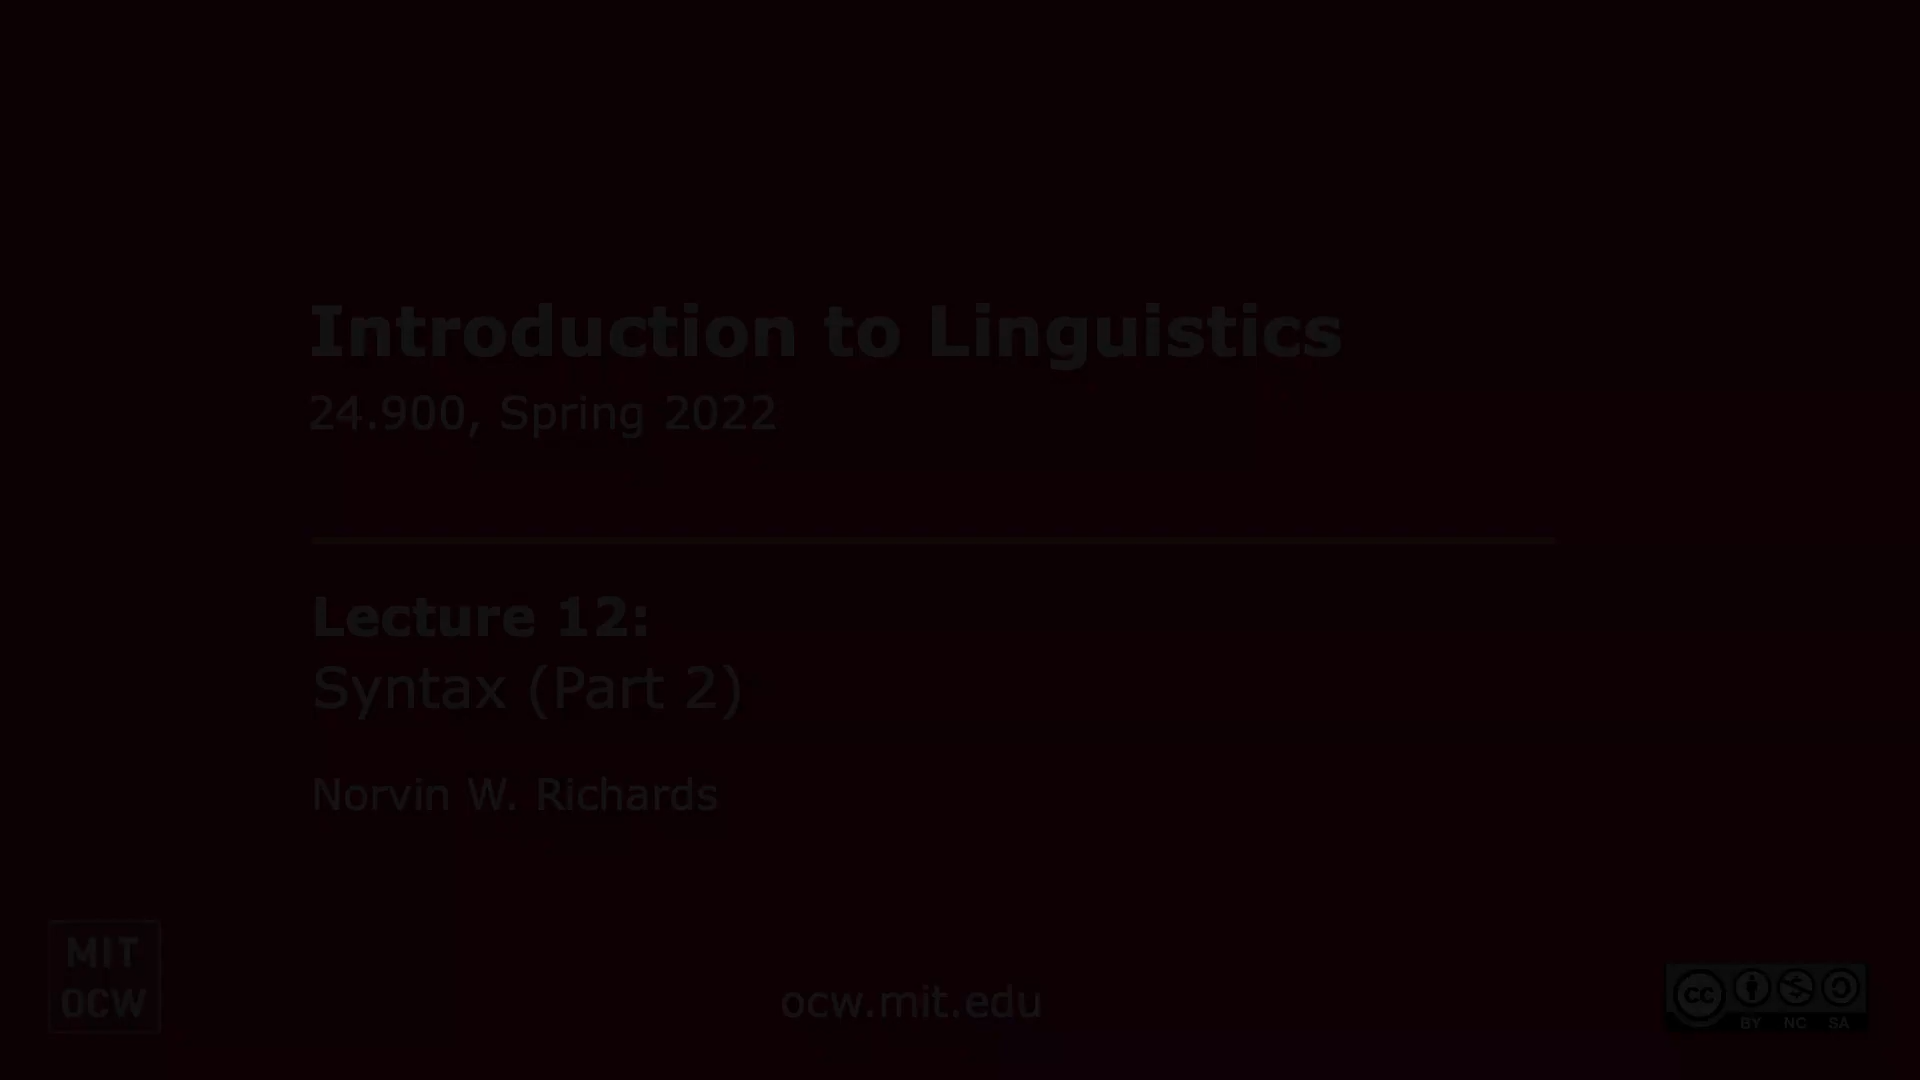 Introduction to Linguistics
24.900, Spring 2022
Lecture 12:
Syntax (Part 2)
Norvin W. Richards
MIT
OCW
ocw.mit.edu
cc
BY NC SA